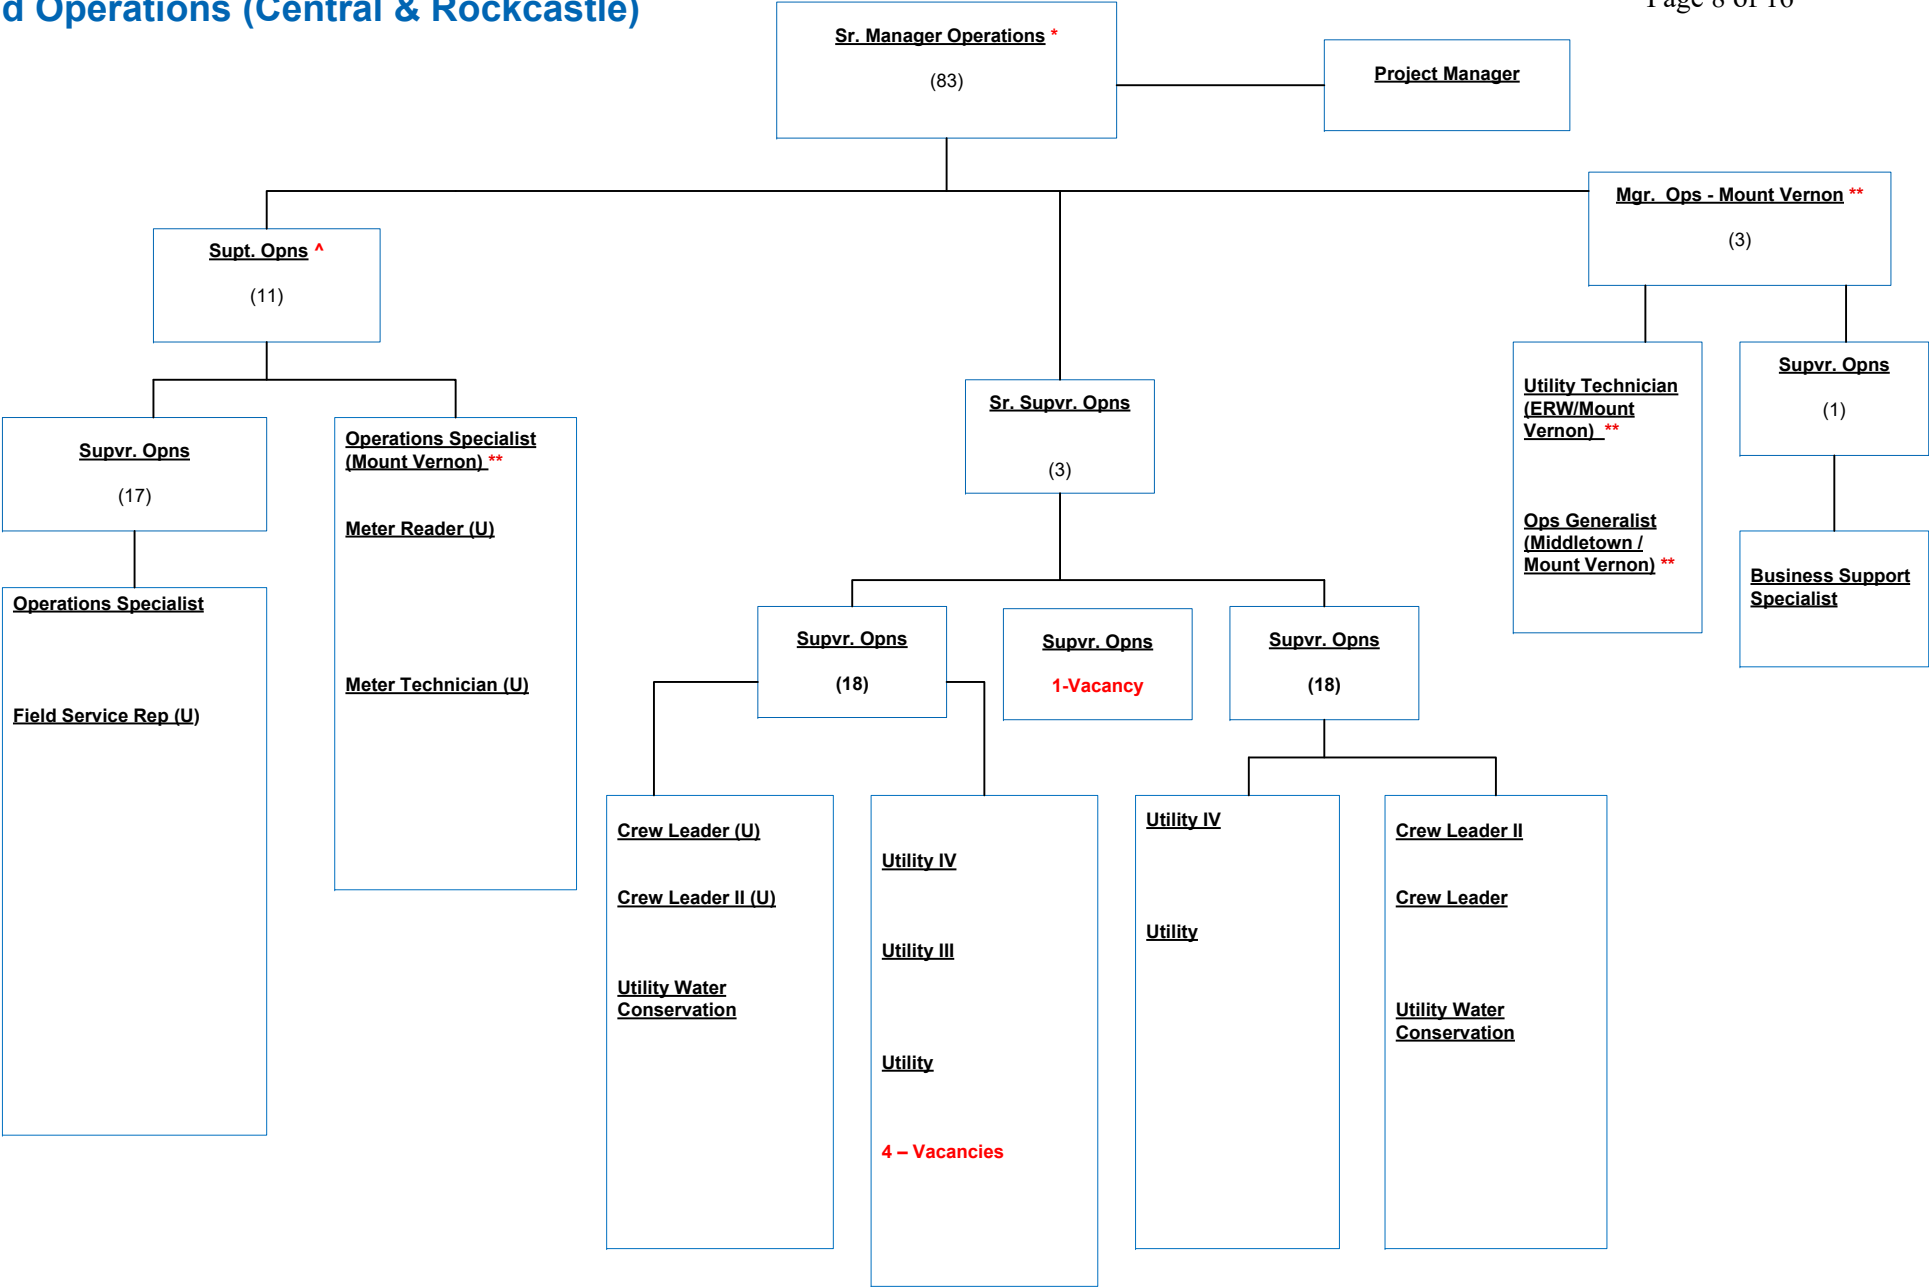 d Operations (Central & Rockcastle)
Page 8 of 16
Sr. Manager Operations *
(83)
Project Manager
Mgr. Ops - Mount Vernon **
(3)
Supt. Opns ^
(11)
Supvr. Opns
(17)
Operations Specialist
(Mount Vernon) **
Meter Reader (U)
Meter Technician (U)
Operations Specialist
Field Service Rep (U)
Sr. Supvr. Opns
(3)
Utility Technician
(ERW/Mount
Vernon) **
Ops Generalist
(Middletown /
Mount Vernon) **
Supvr. Opns
(1)
Business Support
Specialist
Supvr. Opns
(18)
Supvr. Opns
1-Vacancy
Supvr. Opns
(18)
Crew Leader (U)
Crew Leader II (U)
Utility Water
Conservation
Utility IV
Utility III
Utility
4 – Vacancies
Utility IV
Utility
Crew Leader II
Crew Leader
Utility Water
Conservation